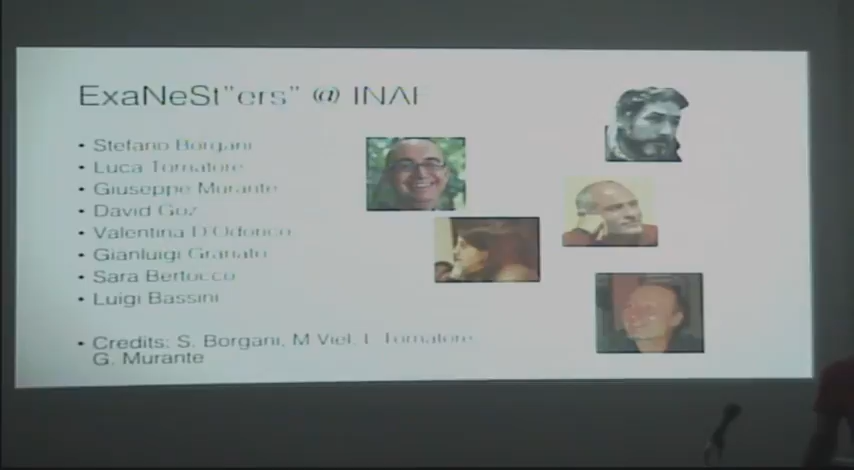 ExaNeSt"ers" @ INAF
• Stefano Borgani
• Luca Tornatore
• Giuseppe Murante
• David Goz
• Valentina D'Odorico
• Gianluigi Granato
• Sara Bertocco
• Luigi Bassini
• Credits: S. Borgani, M Viel, L Tornatore,
G. Murante